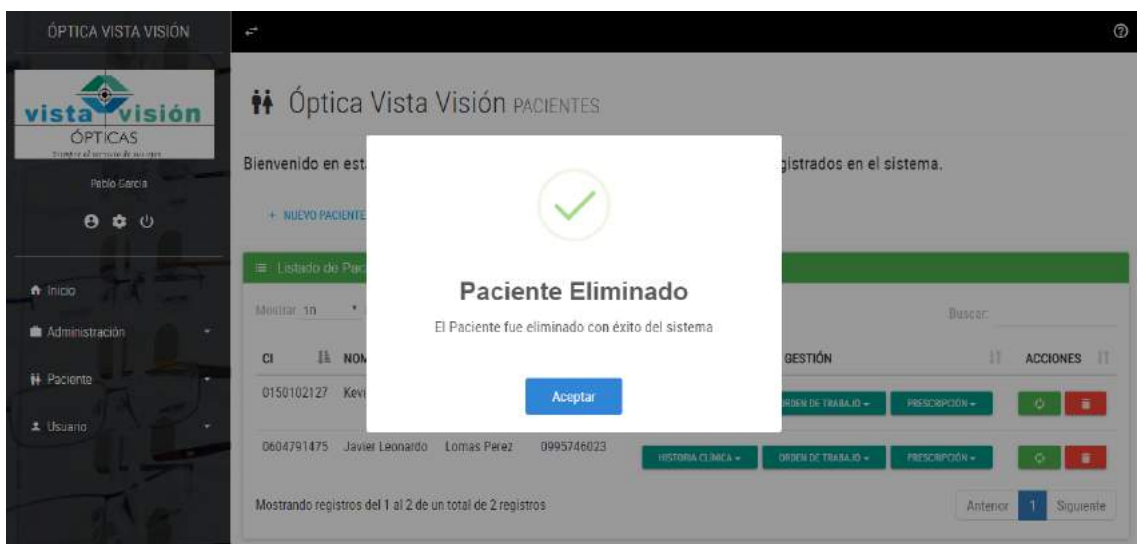 ÓPTICA VISTA VISIÓN
vista visión
ÓPTICAS
Pablo Garcia
Inicio
Administración
Paciente
Usuario
Óptica Vista Visión PACIENTES
Bienvenido en est
gistrados en el sistema.
+ NUEVO PACIENTE
Listado de Pac
Mostrar 10
Buscar:
Paciente Eliminado
El Paciente fue eliminado con éxito del sistema
Aceptar
CI NOM GESTIÓN ACCIONES
0150102127 Kevi ORDEN DE TRABAJO PRESCRIPCIÓN
0604791475 Javier Leonardo Lomas Perez 0995746023 HISTORIA CLÍNICA ORDEN DE TRABAJO PRESCRIPCIÓN
Mostrando registros del 1 al 2 de un total de 2 registros
Anterior 1 Siguiente